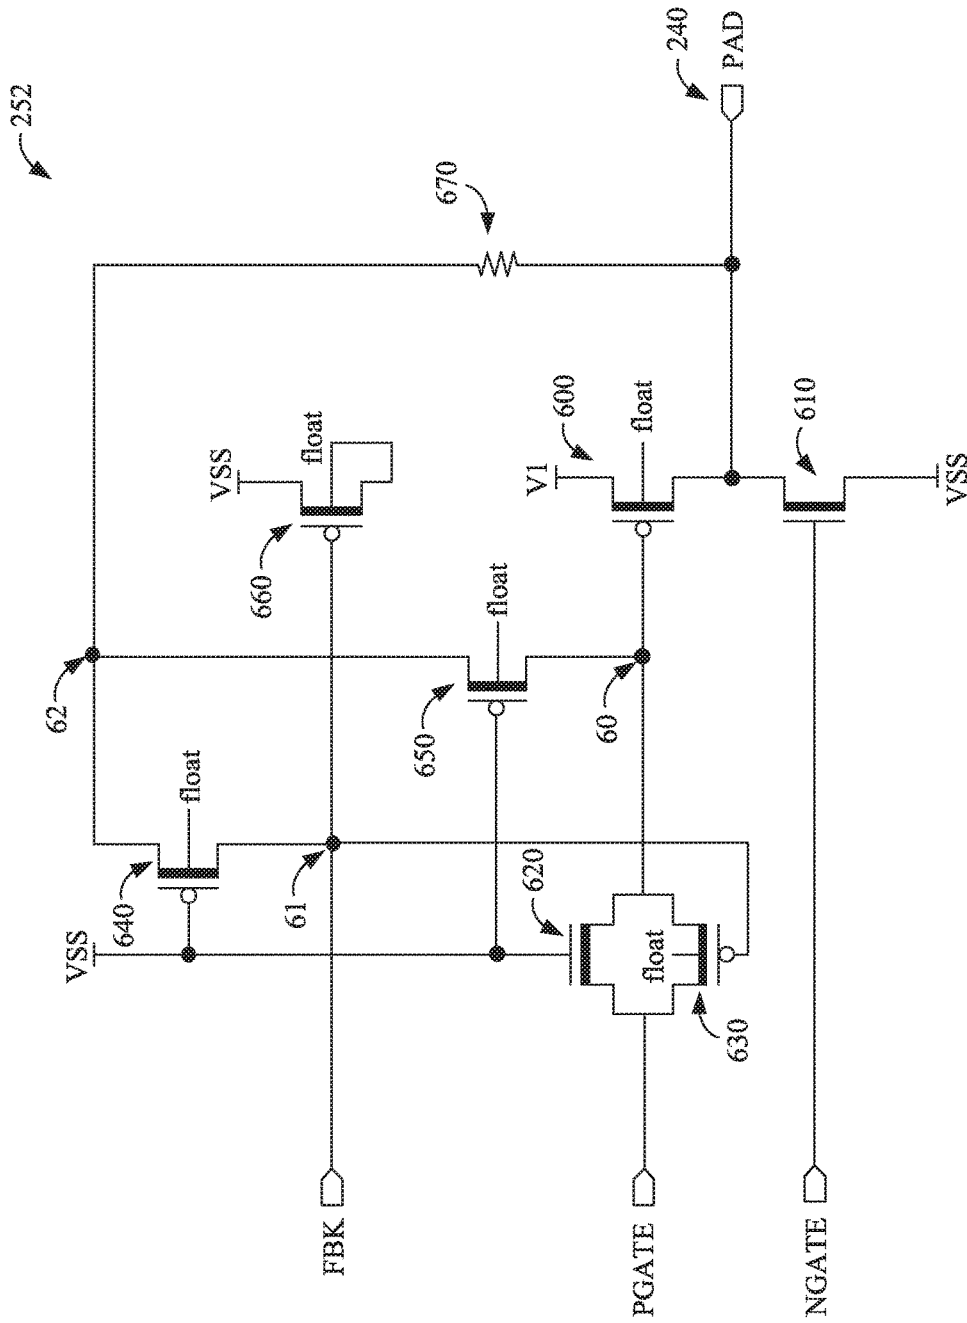 252
240
PAD
670
VSS
float
660
600
V1
float
610
VSS
62
float
650
60
float
640
VSS
61
620
float
630
FBK
PGATE
NGATE